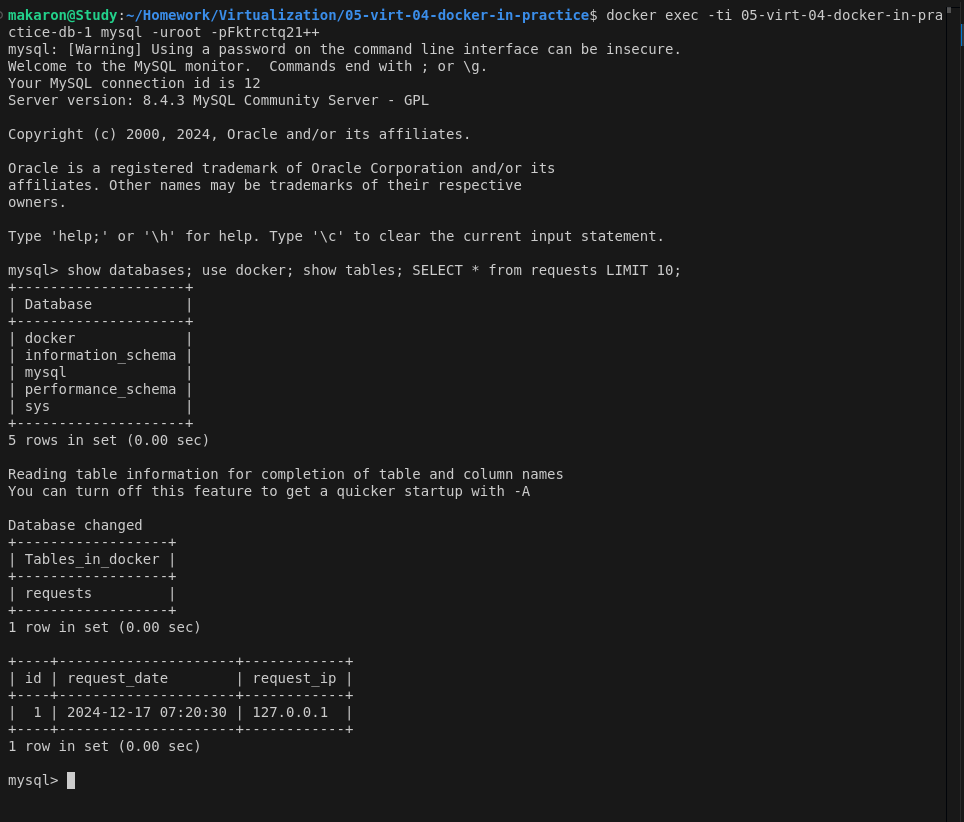 makaron@Study:~/Homework/Virtualization/05-virt-04-docker-in-practice$ docker exec -ti 05-virt-04-docker-in-pra
ctice-db-1 mysql -uroot -pFktrctq21++
mysql: [Warning] Using a password on the command line interface can be insecure.
Welcome to the MySQL monitor.  Commands end with ; or \g.
Your MySQL connection id is 12
Server version: 8.4.3 MySQL Community Server - GPL

Copyright (c) 2000, 2024, Oracle and/or its affiliates.

Oracle is a registered trademark of Oracle Corporation and/or its
affiliates. Other names may be trademarks of their respective
owners.

Type 'help;' or '\h' for help. Type '\c' to clear the current input statement.

mysql> show databases; use docker; show tables; SELECT * from requests LIMIT 10;
+--------------------+
| Database           |
+--------------------+
| docker             |
| information_schema |
| mysql              |
| performance_schema |
| sys                |
+--------------------+
5 rows in set (0.00 sec)

Reading table information for completion of table and column names
You can turn off this feature to get a quicker startup with -A

Database changed
+------------------+
| Tables_in_docker |
+------------------+
| requests         |
+------------------+
1 row in set (0.00 sec)

+----+---------------------+------------+
| id | request_date        | request_ip |
+----+---------------------+------------+
|  1 | 2024-12-17 07:20:30 | 127.0.0.1  |
+----+---------------------+------------+
1 row in set (0.00 sec)

mysql>